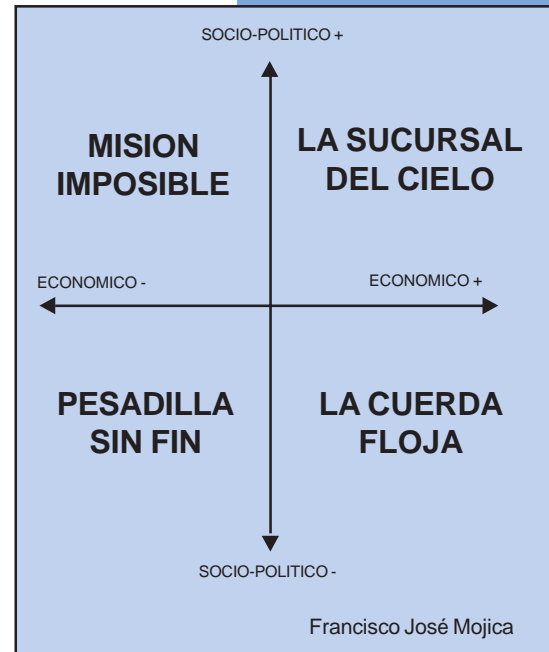 SOCIO-POLITICO +
MISION
IMPOSIBLE
LA SUCURSAL
DEL CIELO
ECONOMICO -
ECONOMICO +
PESADILLA
SIN FIN
LA CUERDA
FLOJA
SOCIO-POLITICO -
Francisco José Mojica